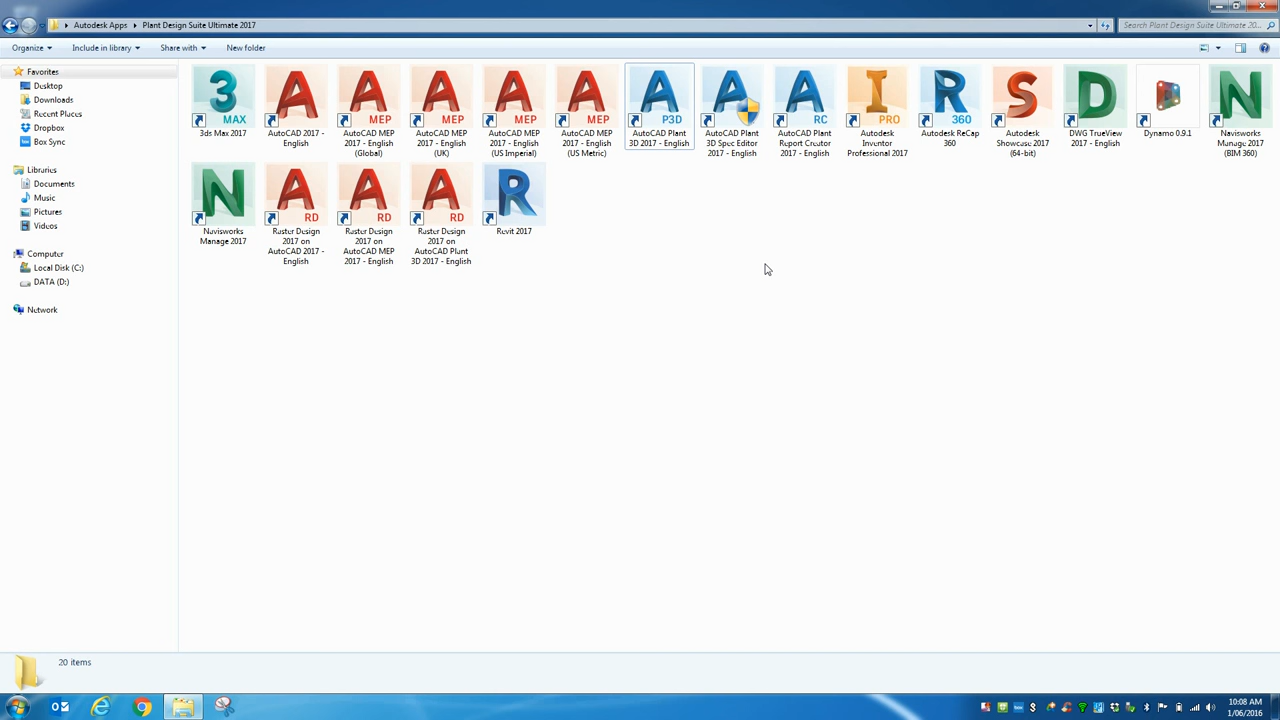 Autodesk Apps Plant Design Suite Ultimate 2017
Search Plant Design Suite Ultimate 20...
Organize Include in library Share with New folder
Favorites
Desktop
Downloads
Recent Places
Dropbox
Box Sync
Libraries
Documents
Music
Pictures
Videos
Computer
Local Disk (C:)
DATA (D:)
Network
3
MAX
3ds Max 2017
A
AutoCAD 2017 -
English
A
MEP
AutoCAD MEP
2017 - English
(Global)
A
MEP
AutoCAD MEP
2017 - English
(UK)
A
MEP
AutoCAD MEP
2017 - English
(US Imperial)
A
MEP
AutoCAD MEP
2017 - English
(US Metric)
A
P3D
AutoCAD Plant
3D 2017 - English
A
AutoCAD Plant
3D Spec Editor
2017 - English
A
RC
AutoCAD Plant
Report Creator
2017 - English
I
PRO
Autodesk
Inventor
Professional 2017
R
360
Autodesk ReCap
360
S
Autodesk
Showcase 2017
(64-bit)
D
DWG TrueView
2017 - English
Dynamo 0.9.1
N
Navisworks
Manage 2017
(BIM 360)
N
Navisworks
Manage 2017
A
RD
Raster Design
2017 on
AutoCAD 2017 -
English
A
RD
Raster Design
2017 on
AutoCAD MEP
2017 - English
A
RD
Raster Design
2017 on
AutoCAD Plant
3D 2017 - English
R
Revit 2017
20 items
10:08 AM
1/06/2016